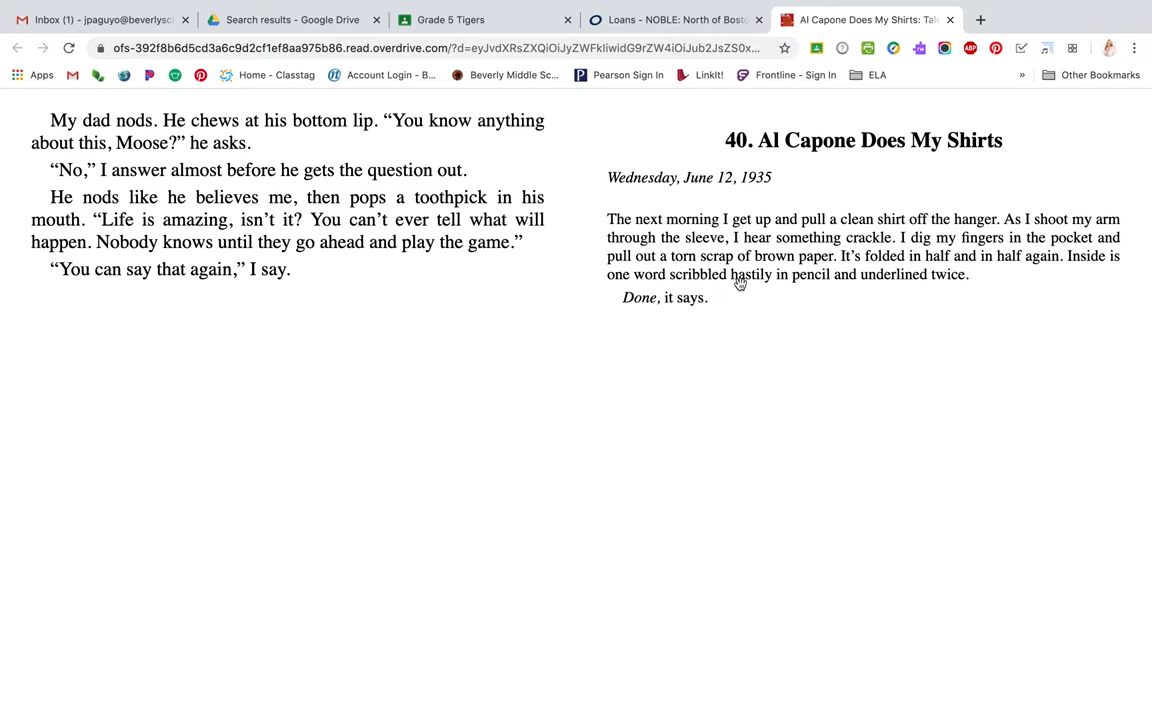 Inbox (1) - jpaguyo@beverlysc
Search results - Google Drive
Grade 5 Tigers
Loans - NOBLE: North of Bosto
Al Capone Does My Shirts: Tale
ofs-392f8b6d5cd3a6c9d2cf1ef8aa975b86.read.overdrive.com/?d=eyJvdXRsZXQiOiJyZWFkIiwidG9rZW4iOiJub2JsZS0x...
Apps
Home - Classtag
Account Login - B...
Beverly Middle Sc...
Pearson Sign In
LinkIt!
Frontline - Sign In
ELA
»
Other Bookmarks
My dad nods. He chews at his bottom lip. “You know anything
about this, Moose?” he asks.
“No,” I answer almost before he gets the question out.
He nods like he believes me, then pops a toothpick in his
mouth. “Life is amazing, isn’t it? You can’t ever tell what will
happen. Nobody knows until they go ahead and play the game.”
“You can say that again,” I say.
40. Al Capone Does My Shirts
Wednesday, June 12, 1935
The next morning I get up and pull a clean shirt off the hanger. As I shoot my arm
through the sleeve, I hear something crackle. I dig my fingers in the pocket and
pull out a torn scrap of brown paper. It’s folded in half and in half again. Inside is
one word scribbled hastily in pencil and underlined twice.
Done, it says.